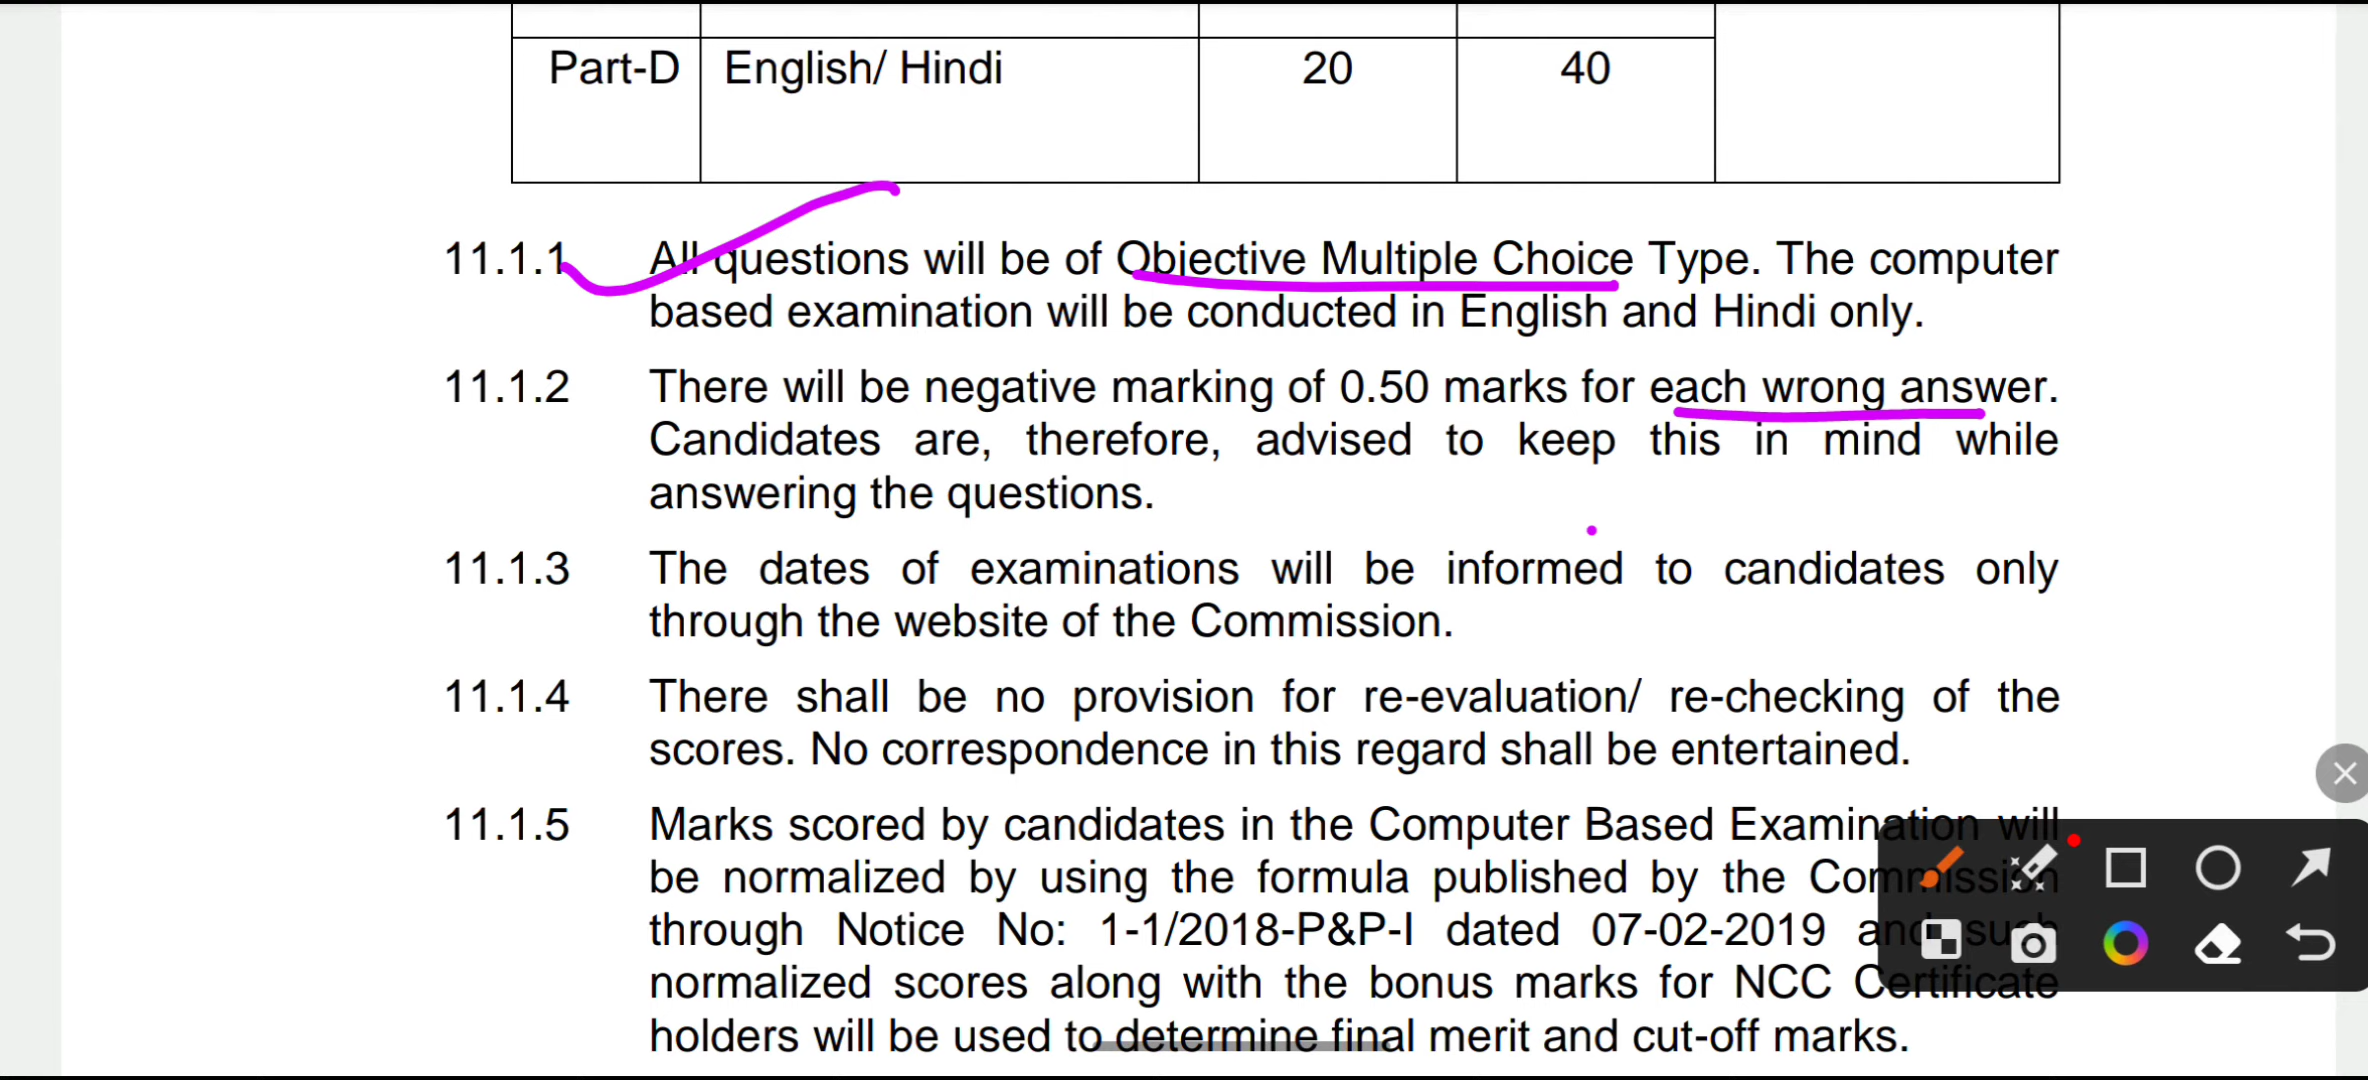 Part-D English/ Hindi 20 40
11.1.1 All questions will be of Objective Multiple Choice Type. The computer
based examination will be conducted in English and Hindi only.
11.1.2 There will be negative marking of 0.50 marks for each wrong answer.
Candidates are, therefore, advised to keep this in mind while
answering the questions.
11.1.3 The dates of examinations will be informed to candidates only
through the website of the Commission.
11.1.4 There shall be no provision for re-evaluation/ re-checking of the
scores. No correspondence in this regard shall be entertained.
11.1.5 Marks scored by candidates in the Computer Based Examination will
be normalized by using the formula published by the Commission
through Notice No: 1-1/2018-P&P-I dated 07-02-2019 and such
normalized scores along with the bonus marks for NCC Certificate
holders will be used to determine final merit and cut-off marks.